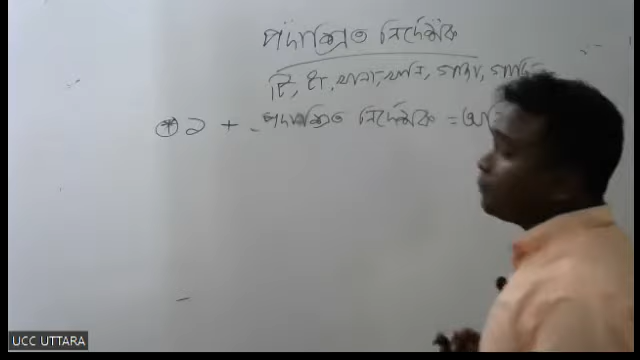 পদাশ্রিত নির্দেশক
টি, টা, খানা, খানি, গাছা, গাছি
* ১ + পদাশ্রিত নির্দেশক =
UCC UTTARA